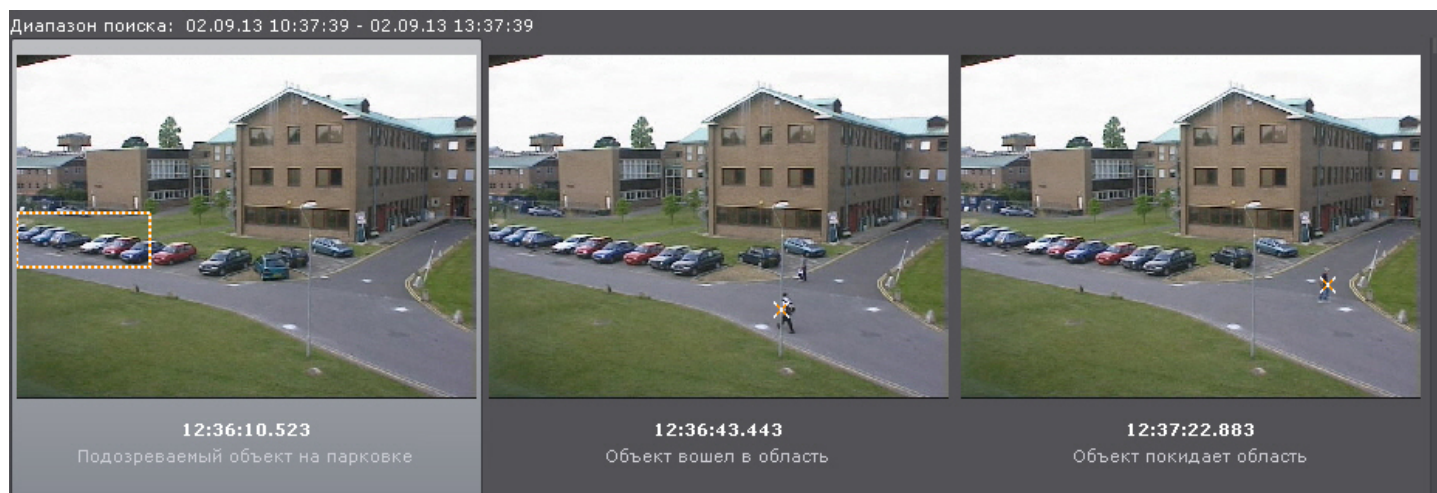 Диапазон поиска: 02.09.13 10:37:39 - 02.09.13 13:37:39
12:36:10.523
Подозреваемый объект на парковке
12:36:43.443
Объект вошел в область
12:37:22.883
Объект покидает область